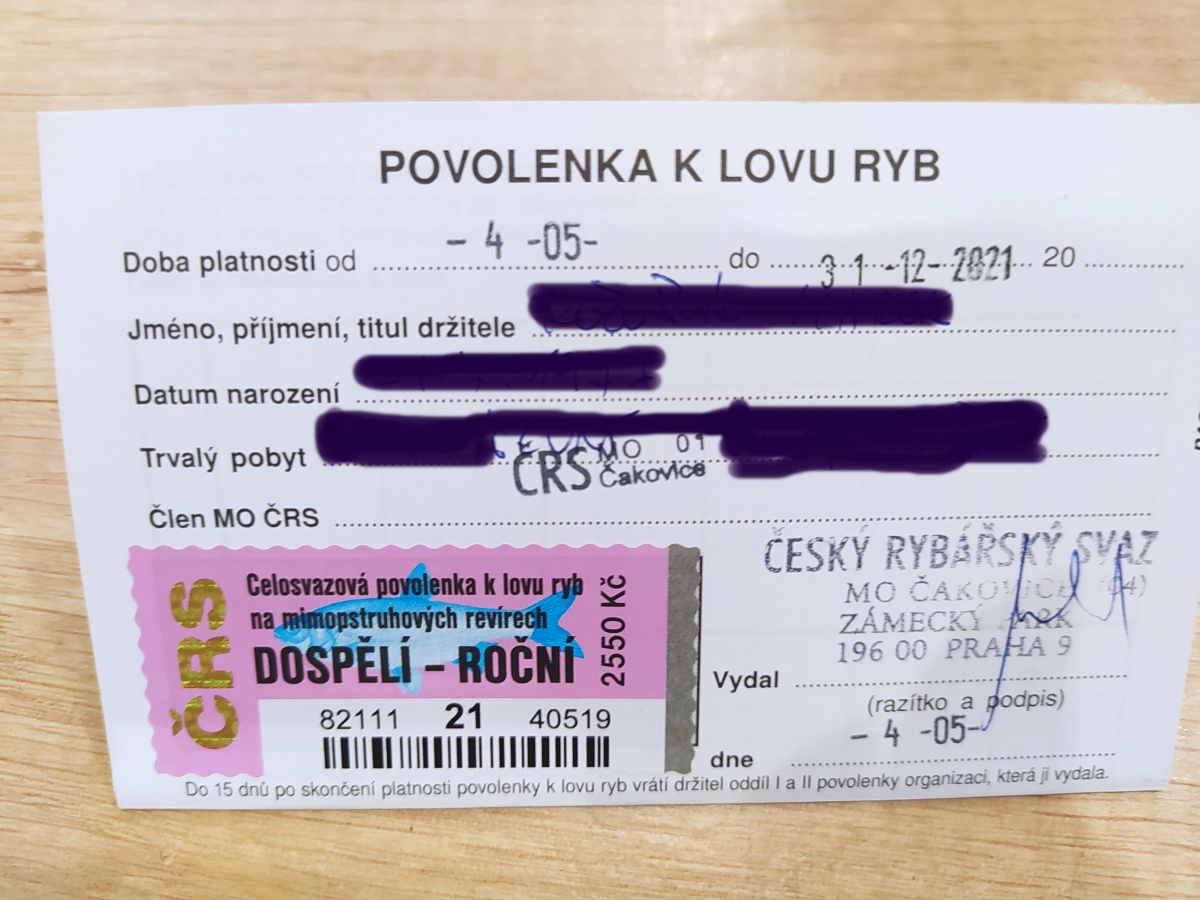 POVOLENKA K LOVU RYB
Doba platnosti od - 4 -05- do 3 1 -12- 2021 20
Jméno, příjmení, titul držitele
Datum narození
Trvalý pobyt
ČRS MO 01 Čakovice
Člen MO ČRS
ČRS
Celosvazová povolenka k lovu ryb
na mimopstruhových revírech
DOSPĚLÍ – ROČNÍ
2550 Kč
82111 21 40519
ČESKÝ RYBÁŘSKÝ SVAZ
MO ČAKOVICE
ZÁMECKÝ PARK
196 00 PRAHA 9
Vydal
(razítko a podpis)
dne - 4 -05-
Do 15 dnů po skončení platnosti povolenky k lovu ryb vrátí držitel oddíl I a II povolenky organizaci, která ji vydala.